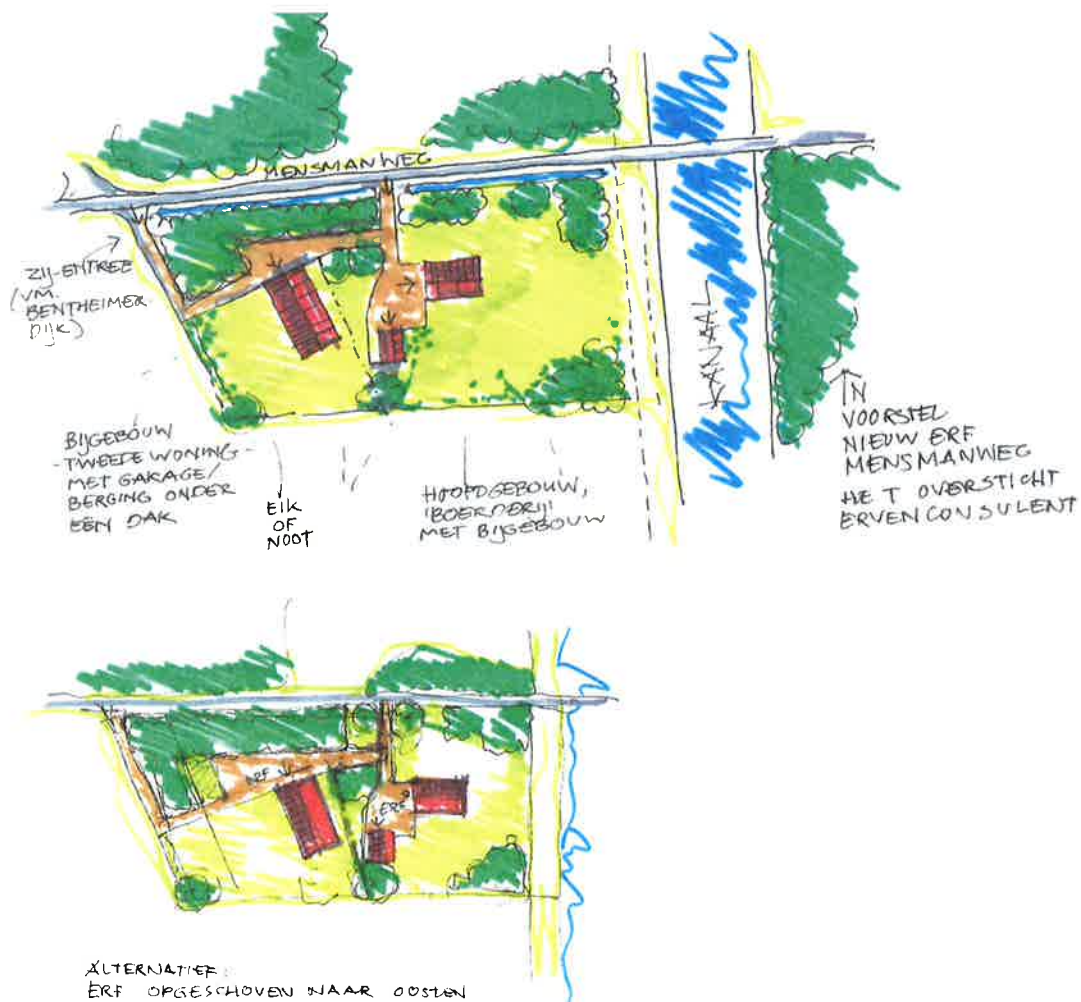 MENSMANWEG
ZIJ-ENTREE
(VM.
BENTHEIMER
DIJK)
KANAAL
BIJGEBOUW
-TWEEDE WONING-
MET GARAGE/
BERGING ONDER
EEN DAK
EIK
OF
NOOT
HOOFDGEBOUW,
'BOERDERIJ'
MET BIJGEBOUW
N
VOORSTEL
NIEUW ERF
MENSMANWEG
HET OVERSTICHT
ERVENCONSULENT
ERF
ERF
ALTERNATIEF:
ERF OPGESCHOVEN NAAR OOSTEN